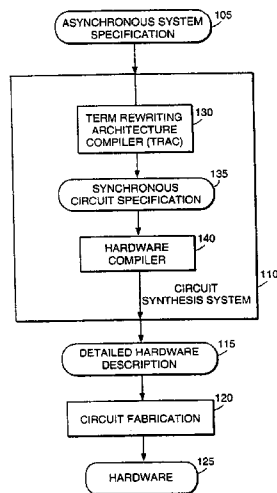 ASYNCHRONOUS SYSTEM
SPECIFICATION
105
130
TERM REWRITING
ARCHITECTURE
COMPILER (TRAC)
135
SYNCHRONOUS
CIRCUIT SPECIFICATION
140
HARDWARE
COMPILER
110
CIRCUIT
SYNTHESIS SYSTEM
115
DETAILED HARDWARE
DESCRIPTION
120
CIRCUIT FABRICATION
125
HARDWARE